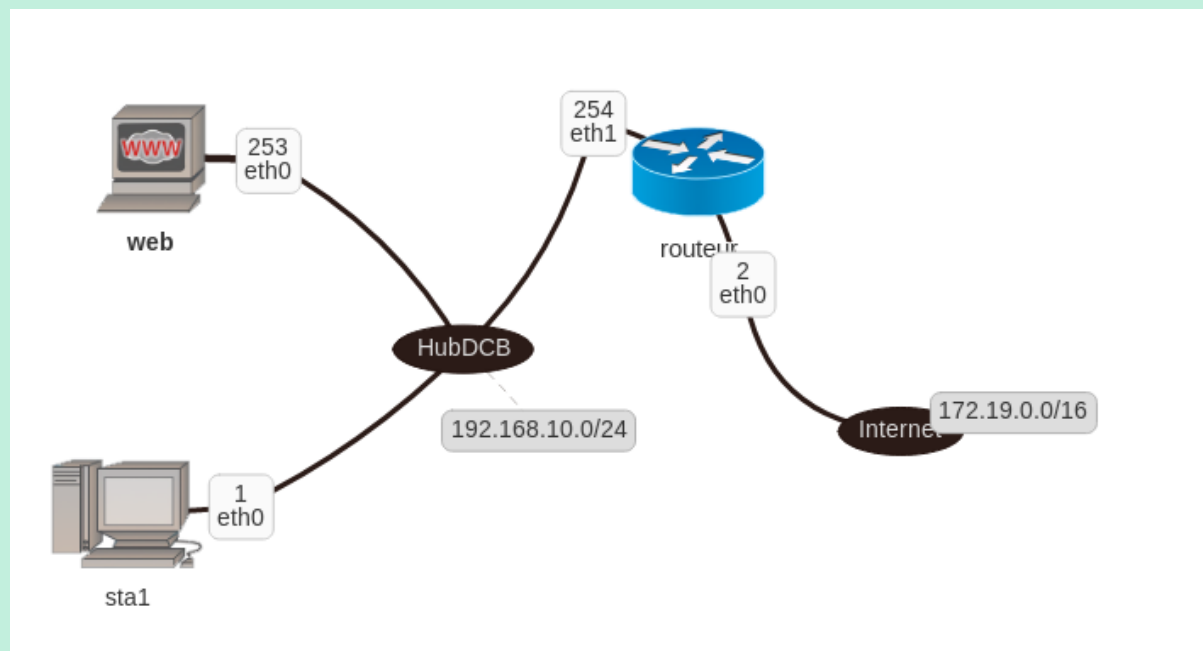 254
eth1
WWW
253
eth0
web
routeur
2
eth0
HubDCB
192.168.10.0/24
172.19.0.0/16
Internet
1
eth0
sta1